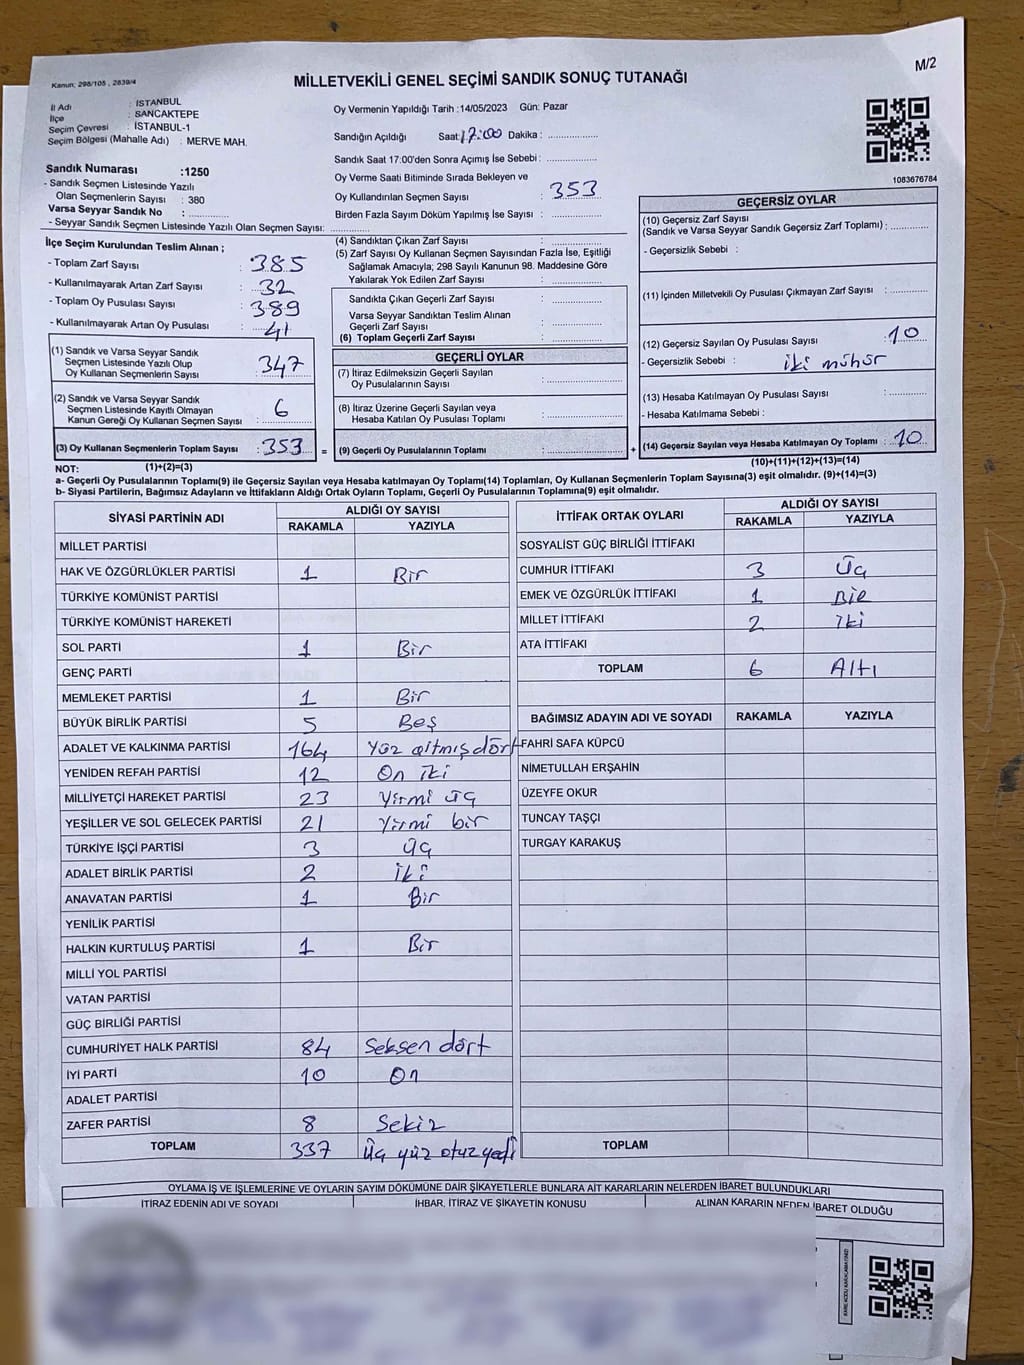 M/2
Kanun; 298/105 , 2839/4
MİLLETVEKİLİ GENEL SEÇİMİ SANDIK SONUÇ TUTANAĞI
İl Adı : İSTANBUL
İlçe : SANCAKTEPE
Seçim Çevresi : İSTANBUL-1
Seçim Bölgesi (Mahalle Adı) : MERVE MAH.
Oy Vermenin Yapıldığı Tarih :14/05/2023 Gün: Pazar
Sandığın Açıldığı Saat:17:00 Dakika :
Sandık Saat 17:00'den Sonra Açımış İse Sebebi :
Oy Verme Saati Bitiminde Sırada Bekleyen ve
Oy Kullandırılan Seçmen Sayısı : 353
Birden Fazla Sayım Döküm Yapılmış İse Sayısı :
1083676784
Sandık Numarası :1250
- Sandık Seçmen Listesinde Yazılı
Olan Seçmenlerin Sayısı : 380
Varsa Seyyar Sandık No :
- Seyyar Sandık Seçmen Listesinde Yazılı Olan Seçmen Sayısı:
İlçe Seçim Kurulundan Teslim Alınan ;
- Toplam Zarf Sayısı : 385
- Kullanılmayarak Artan Zarf Sayısı : 32
- Toplam Oy Pusulası Sayısı : 389
- Kullanılmayarak Artan Oy Pusulası : 41
(1) Sandık ve Varsa Seyyar Sandık
Seçmen Listesinde Yazılı Olup
Oy Kullanan Seçmenlerin Sayısı : 347
(2) Sandık ve Varsa Seyyar Sandık
Seçmen Listesinde Kayıtlı Olmayan
Kanun Gereği Oy Kullanan Seçmen Sayısı : 6
(3) Oy Kullanan Seçmenlerin Toplam Sayısı : 353
(4) Sandıktan Çıkan Zarf Sayısı :
(5) Zarf Sayısı Oy Kullanan Seçmen Sayısından Fazla İse, Eşitliği
Sağlamak Amacıyla; 298 Sayılı Kanunun 98. Maddesine Göre
Yakılarak Yok Edilen Zarf Sayısı :
Sandıkta Çıkan Geçerli Zarf Sayısı :
Varsa Seyyar Sandıktan Teslim Alınan
Geçerli Zarf Sayısı :
(6) Toplam Geçerli Zarf Sayısı :
GEÇERLİ OYLAR
(7) İtiraz Edilmeksizin Geçerli Sayılan
Oy Pusulalarının Sayısı :
(8) İtiraz Üzerine Geçerli Sayılan veya
Hesaba Katılan Oy Pusulası Toplamı :
= (9) Geçerli Oy Pusulalarının Toplamı : +
GEÇERSİZ OYLAR
(10) Geçersiz Zarf Sayısı
(Sandık ve Varsa Seyyar Sandık Geçersiz Zarf Toplamı) :
- Geçersizlik Sebebi :
(11) İçinden Milletvekili Oy Pusulası Çıkmayan Zarf Sayısı :
(12) Geçersiz Sayılan Oy Pusulası Sayısı : 10
- Geçersizlik Sebebi : iki mühür
(13) Hesaba Katılmayan Oy Pusulası Sayısı :
- Hesaba Katılmama Sebebi :
(14) Geçersiz Sayılan veya Hesaba Katılmayan Oy Toplamı : 10
NOT: (1)+(2)=(3) (10)+(11)+(12)+(13)=(14)
a- Geçerli Oy Pusulalarının Toplamı(9) ile Geçersiz Sayılan veya Hesaba katılmayan Oy Toplamı(14) Toplamları, Oy Kullanan Seçmenlerin Toplam Sayısına(3) eşit olmalıdır. (9)+(14)=(3)
b- Siyasi Partilerin, Bağımsız Adayların ve İttifakların Aldığı Ortak Oyların Toplamı, Geçerli Oy Pusulalarının Toplamına(9) eşit olmalıdır.
SİYASİ PARTİNİN ADI ALDIĞI OY SAYISI
RAKAMLA YAZIYLA
MİLLET PARTİSİ
HAK VE ÖZGÜRLÜKLER PARTİSİ 1 Bir
TÜRKİYE KOMÜNİST PARTİSİ
TÜRKİYE KOMÜNİST HAREKETİ
SOL PARTİ 1 Bir
GENÇ PARTİ
MEMLEKET PARTİSİ 1 Bir
BÜYÜK BİRLİK PARTİSİ 5 Beş
ADALET VE KALKINMA PARTİSİ 164 Yüz altmış dört
YENİDEN REFAH PARTİSİ 12 On iki
MİLLİYETÇİ HAREKET PARTİSİ 23 Yirmi üç
YEŞİLLER VE SOL GELECEK PARTİSİ 21 Yirmi bir
TÜRKİYE İŞÇİ PARTİSİ 3 üç
ADALET BİRLİK PARTİSİ 2 İki
ANAVATAN PARTİSİ 1 Bir
YENİLİK PARTİSİ
HALKIN KURTULUŞ PARTİSİ 1 Bir
MİLLİ YOL PARTİSİ
VATAN PARTİSİ
GÜÇ BİRLİĞİ PARTİSİ
CUMHURİYET HALK PARTİSİ 84 Seksen dört
İYİ PARTİ 10 On
ADALET PARTİSİ
ZAFER PARTİSİ 8 Sekiz
TOPLAM 337 üç yüz otuz yedi
İTTİFAK ORTAK OYLARI ALDIĞI OY SAYISI
RAKAMLA YAZIYLA
SOSYALİST GÜÇ BİRLİĞİ İTTİFAKI
CUMHUR İTTİFAKI 3 Üç
EMEK VE ÖZGÜRLÜK İTTİFAKI 1 BİR
MİLLET İTTİFAKI 2 İki
ATA İTTİFAKI
TOPLAM 6 Altı
BAĞIMSIZ ADAYIN ADI VE SOYADI RAKAMLA YAZIYLA
FAHRİ SAFA KÜPCÜ
NİMETULLAH ERŞAHİN
ÜZEYFE OKUR
TUNCAY TAŞÇI
TURGAY KARAKUŞ
TOPLAM
OYLAMA İŞ VE İŞLEMLERİNE VE OYLARIN SAYIM DÖKÜMÜNE DAİR ŞİKAYETLERLE BUNLARA AİT KARARLARIN NELERDEN İBARET BULUNDUKLARI
İTİRAZ EDENİN ADI VE SOYADI İHBAR, İTİRAZ VE ŞİKAYETİN KONUSU ALINAN KARARIN NEDEN İBARET OLDUĞU